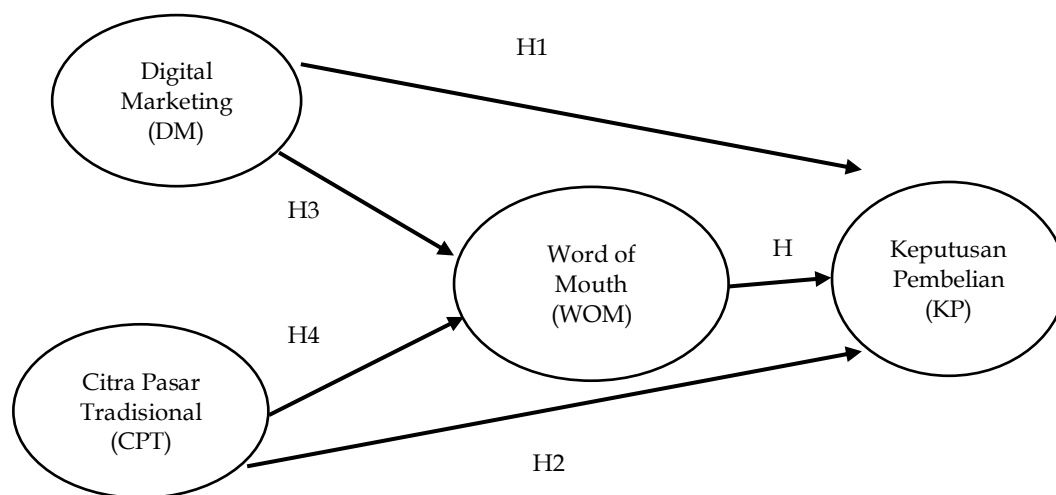 H1
Digital
Marketing
(DM)
H3
Word of
Mouth
(WOM)
H
Keputusan
Pembelian
(KP)
H4
Citra Pasar
Tradisional
(CPT)
H2